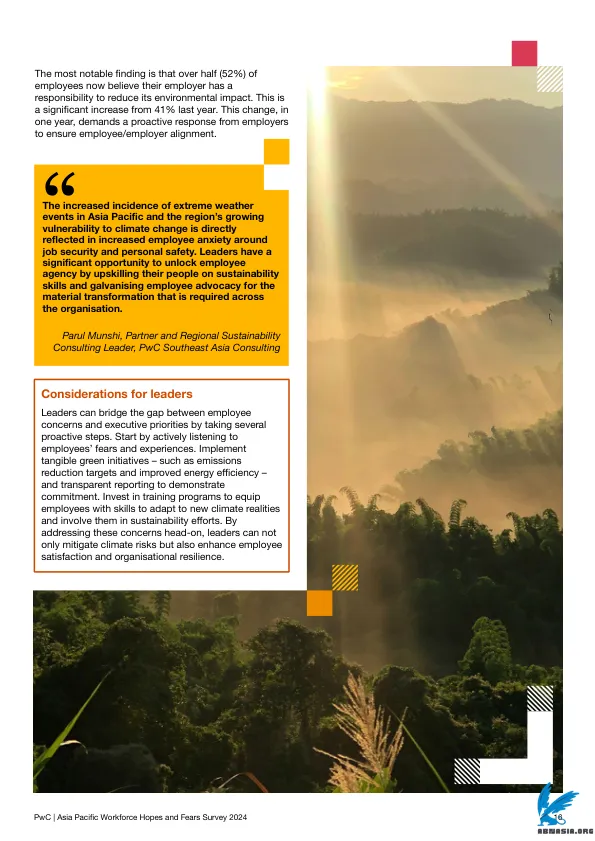 The most notable finding is that over half (52%) of
employees now believe their employer has a
responsibility to reduce its environmental impact. This is
a significant increase from 41% last year. This change, in
one year, demands a proactive response from employers
to ensure employee/employer alignment.
“
The increased incidence of extreme weather
events in Asia Pacific and the region’s growing
vulnerability to climate change is directly
reflected in increased employee anxiety around
job security and personal safety. Leaders have a
significant opportunity to unlock employee
agency by upskilling their people on sustainability
skills and galvanising employee advocacy for the
material transformation that is required across
the organisation.
Parul Munshi, Partner and Regional Sustainability
Consulting Leader, PwC Southeast Asia Consulting
Considerations for leaders
Leaders can bridge the gap between employee
concerns and executive priorities by taking several
proactive steps. Start by actively listening to
employees’ fears and experiences. Implement
tangible green initiatives – such as emissions
reduction targets and improved energy efficiency –
and transparent reporting to demonstrate
commitment. Invest in training programs to equip
employees with skills to adapt to new climate realities
and involve them in sustainability efforts. By
addressing these concerns head-on, leaders can not
only mitigate climate risks but also enhance employee
satisfaction and organisational resilience.
PwC | Asia Pacific Workforce Hopes and Fears Survey 2024
16
ABNASIA.ORG